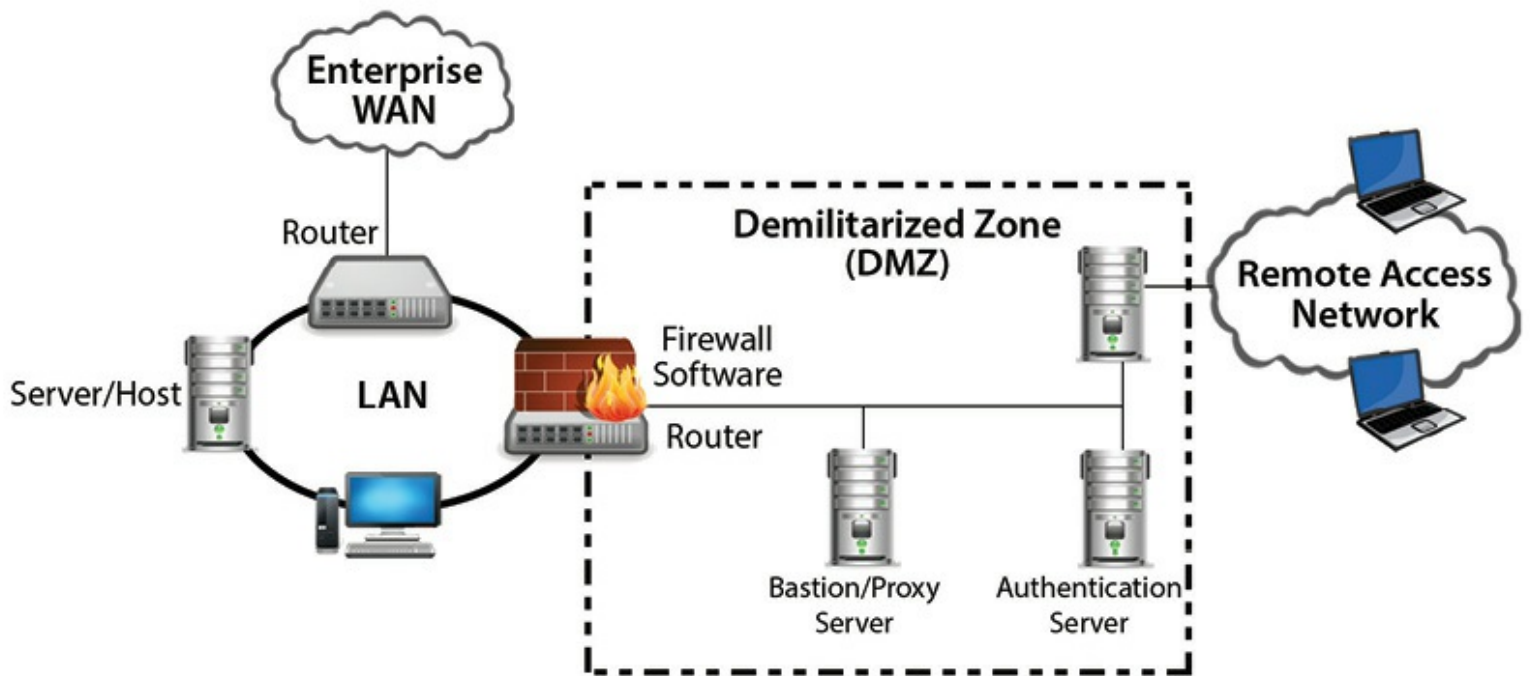 Enterprise
WAN
Router
Demilitarized Zone
(DMZ)
Remote Access
Network
Server/Host
LAN
Firewall
Software
Router
Bastion/Proxy
Server
Authentication
Server